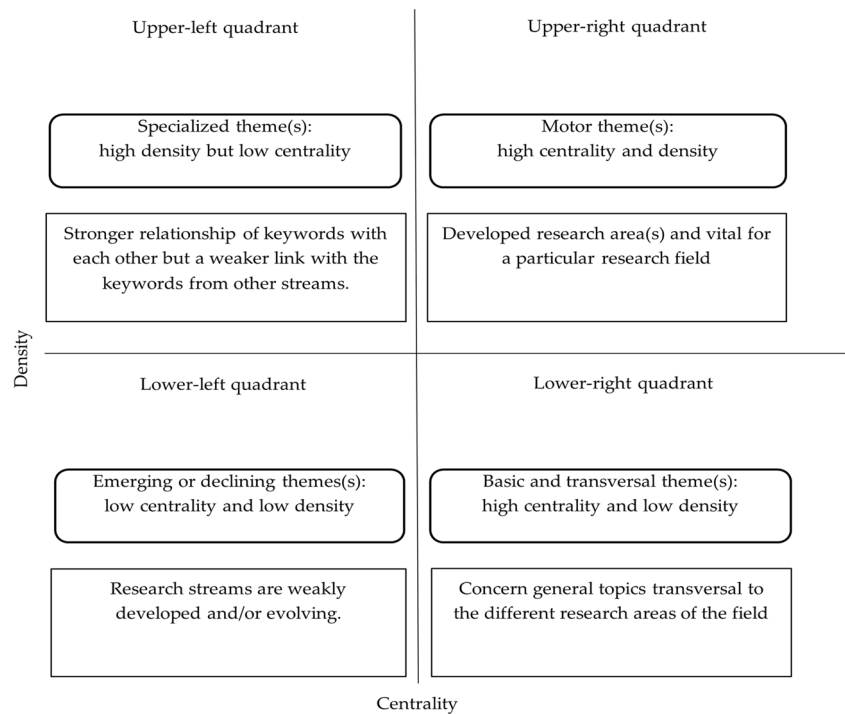 Upper-left quadrant
Upper-right quadrant
Specialized theme(s):
high density but low centrality
Motor theme(s):
high centrality and density
Stronger relationship of keywords with
each other but a weaker link with the
keywords from other streams.
Developed research area(s) and vital for
a particular research field
Density
Lower-left quadrant
Lower-right quadrant
Emerging or declining themes(s):
low centrality and low density
Basic and transversal theme(s):
high centrality and low density
Research streams are weakly
developed and/or evolving.
Concern general topics transversal to
the different research areas of the field
Centrality